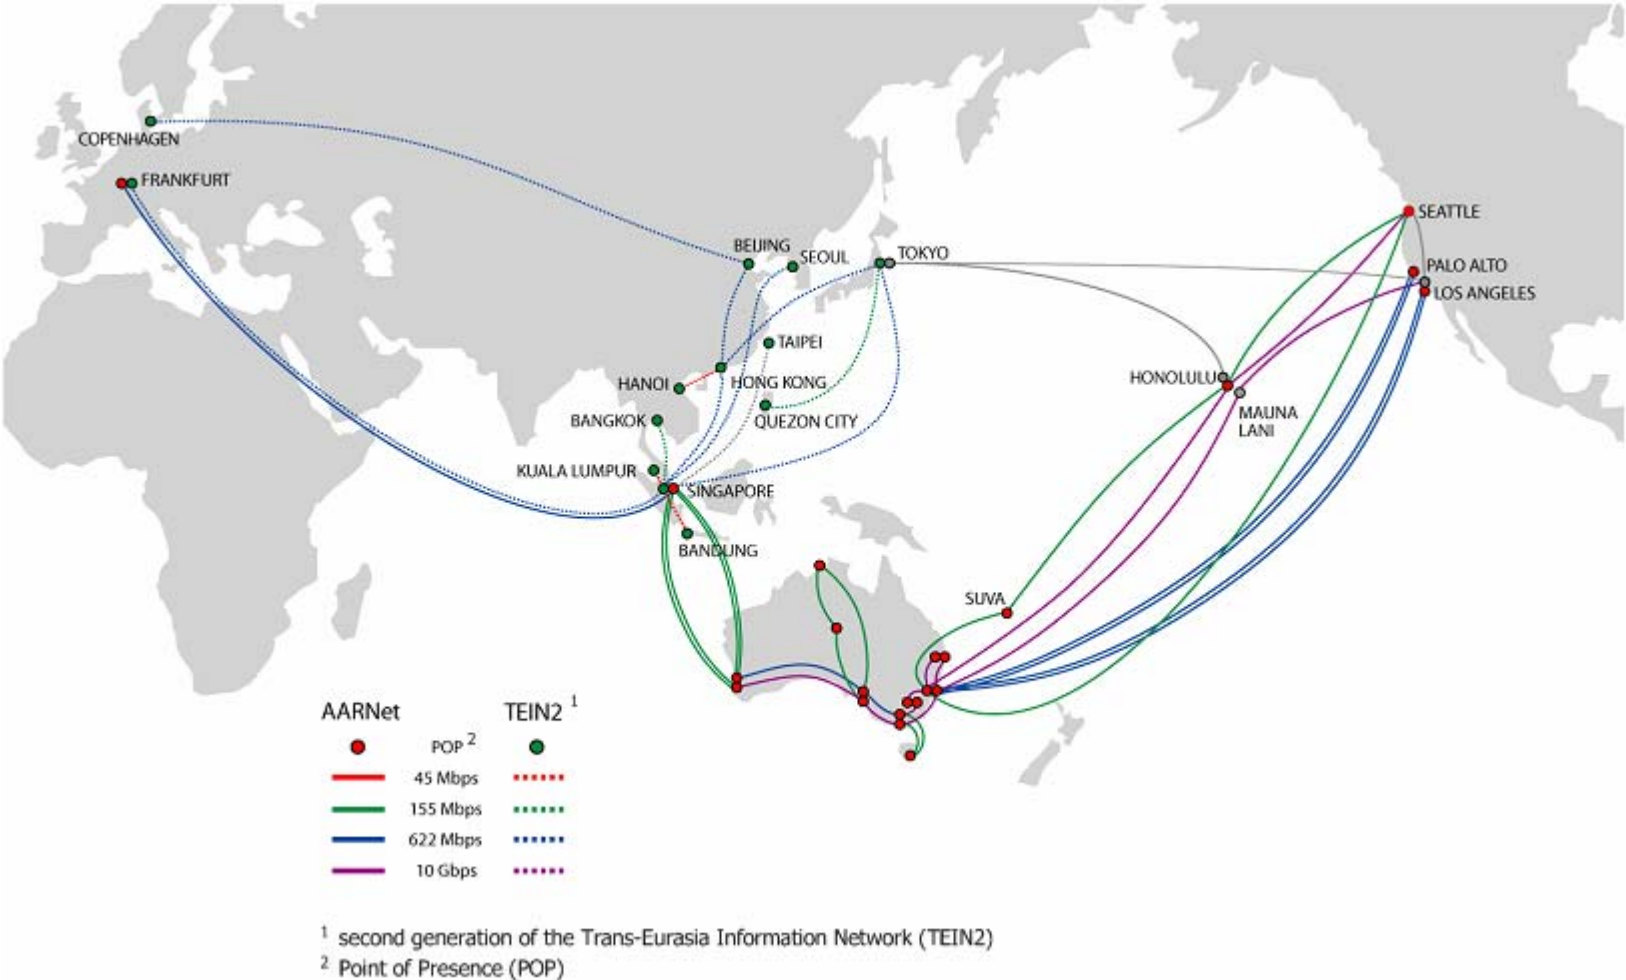 COPENHAGEN
FRANKFURT
BEIJING
SEOUL
TOKYO
SEATTLE
PALO ALTO
LOS ANGELES
TAIPEI
HANOI
HONG KONG
HONOLULU
BANGKOK
QUEZON CITY
MAUNA
LANI
KUALA LUMPUR
SINGAPORE
BANDUNG
SUVA
AARNet TEIN2 1
POP 2
45 Mbps
155 Mbps
622 Mbps
10 Gbps
1 second generation of the Trans-Eurasia Information Network (TEIN2)
2 Point of Presence (POP)